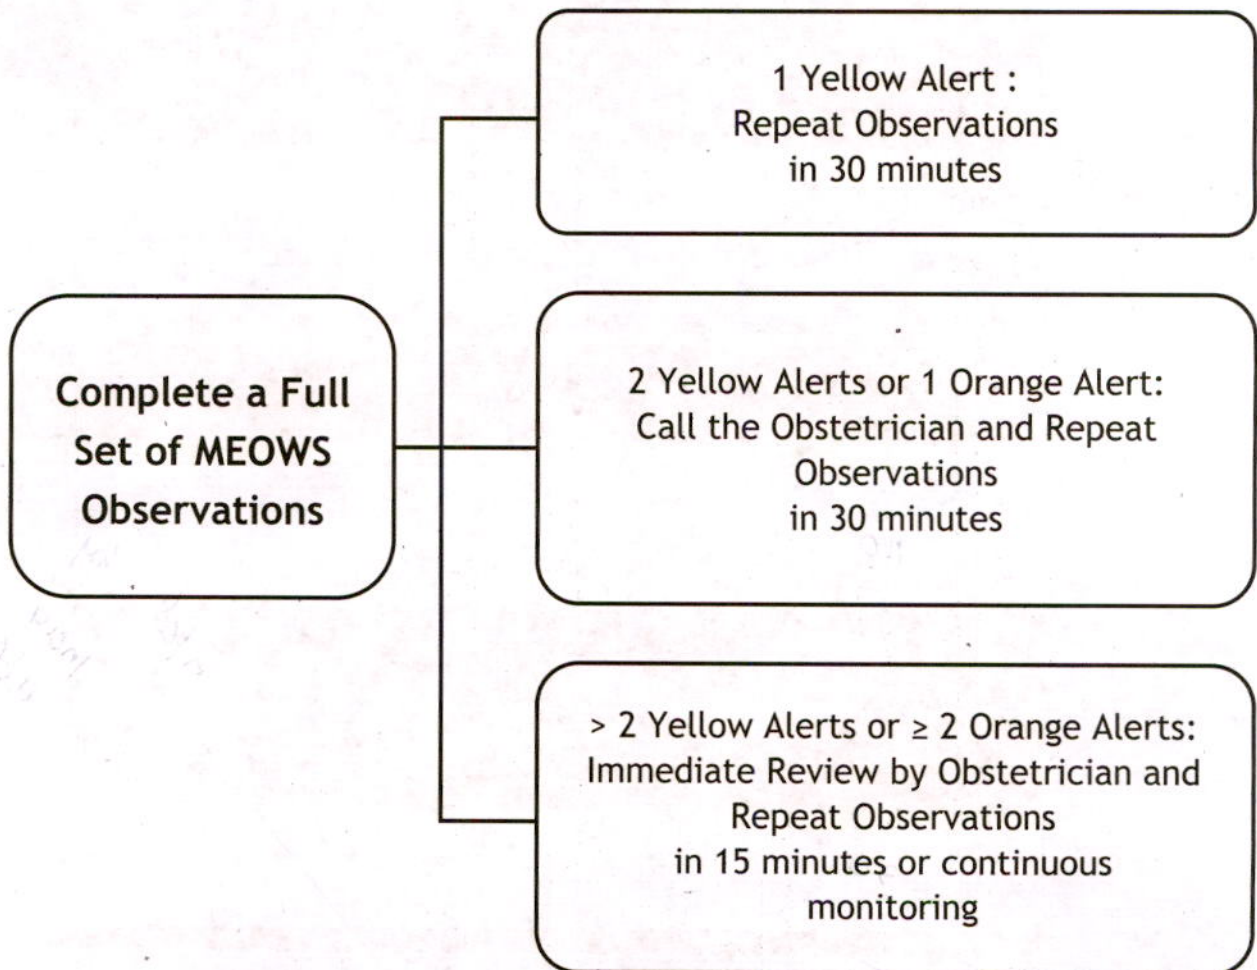 Complete a Full
Set of MEOWS
Observations
1 Yellow Alert :
Repeat Observations
in 30 minutes
2 Yellow Alerts or 1 Orange Alert:
Call the Obstetrician and Repeat
Observations
in 30 minutes
> 2 Yellow Alerts or ≥ 2 Orange Alerts:
Immediate Review by Obstetrician and
Repeat Observations
in 15 minutes or continuous
monitoring